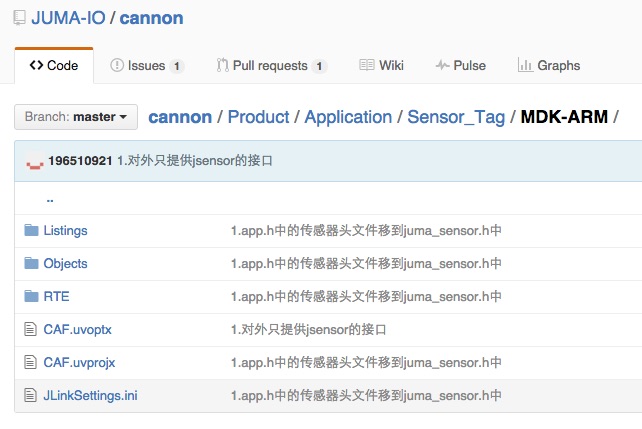 JUMA-IO / cannon
Code Issues 1 Pull requests 1 Wiki Pulse Graphs
Branch: master cannon / Product / Application / Sensor_Tag / MDK-ARM /
196510921 1.对外只提供jsensor的接口
..
Listings 1.app.h中的传感器头文件移到juma_sensor.h中
Objects 1.app.h中的传感器头文件移到juma_sensor.h中
RTE 1.app.h中的传感器头文件移到juma_sensor.h中
CAF.uvoptx 1.对外只提供jsensor的接口
CAF.uvprojx 1.app.h中的传感器头文件移到juma_sensor.h中
JLinkSettings.ini 1.app.h中的传感器头文件移到juma_sensor.h中